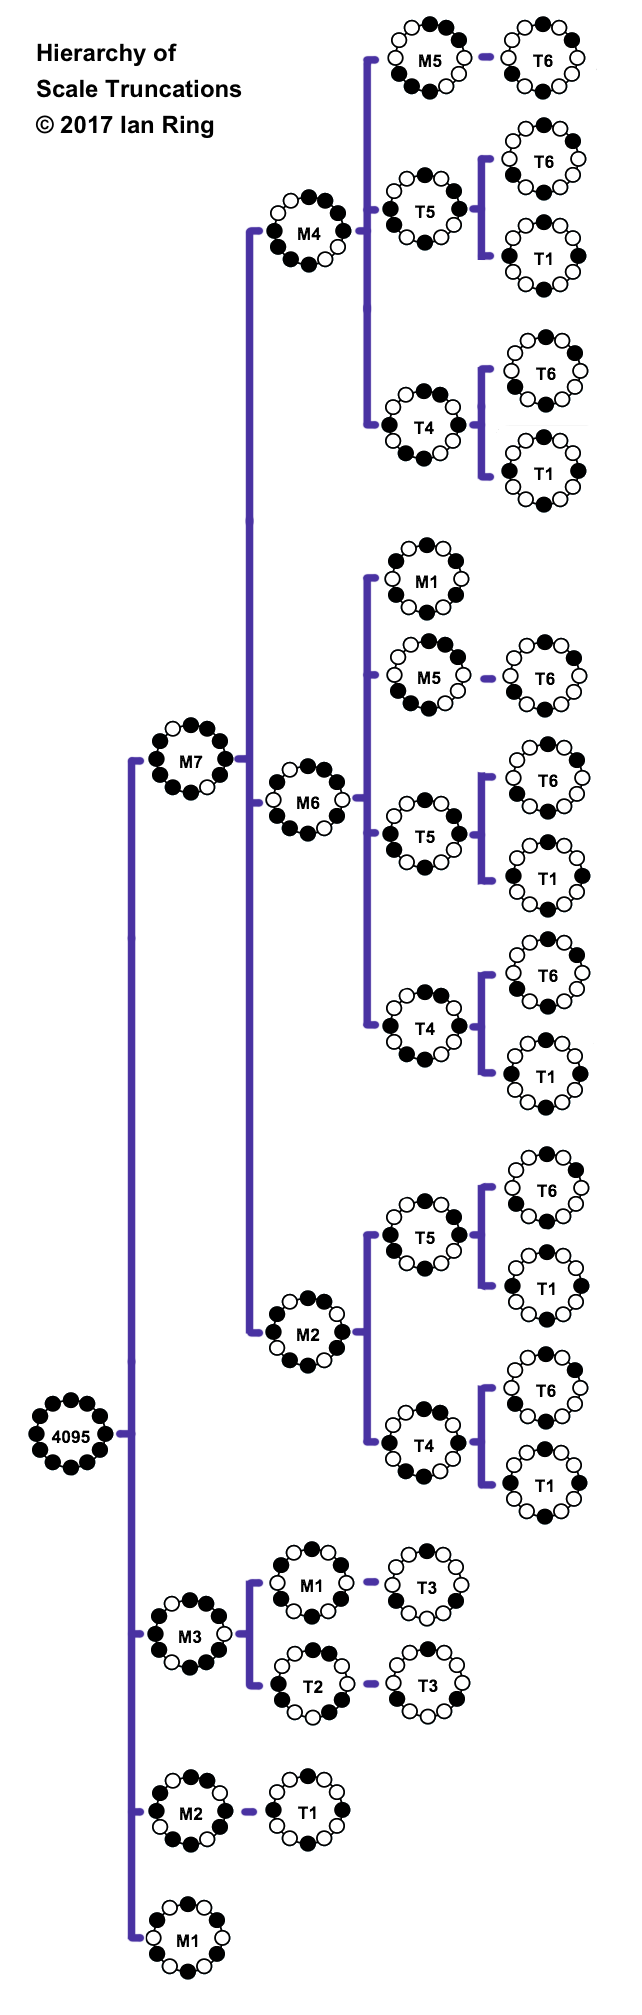 Hierarchy of
Scale Truncations
© 2017 Ian Ring
M5
T6
T6
T5
M4
T1
T6
T4
T1
M1
M5
T6
M7
T6
M6
T5
T1
T6
T4
T1
T6
T5
T1
M2
T6
4095
T4
T1
M1
T3
M3
T2
T3
M2
T1
M1